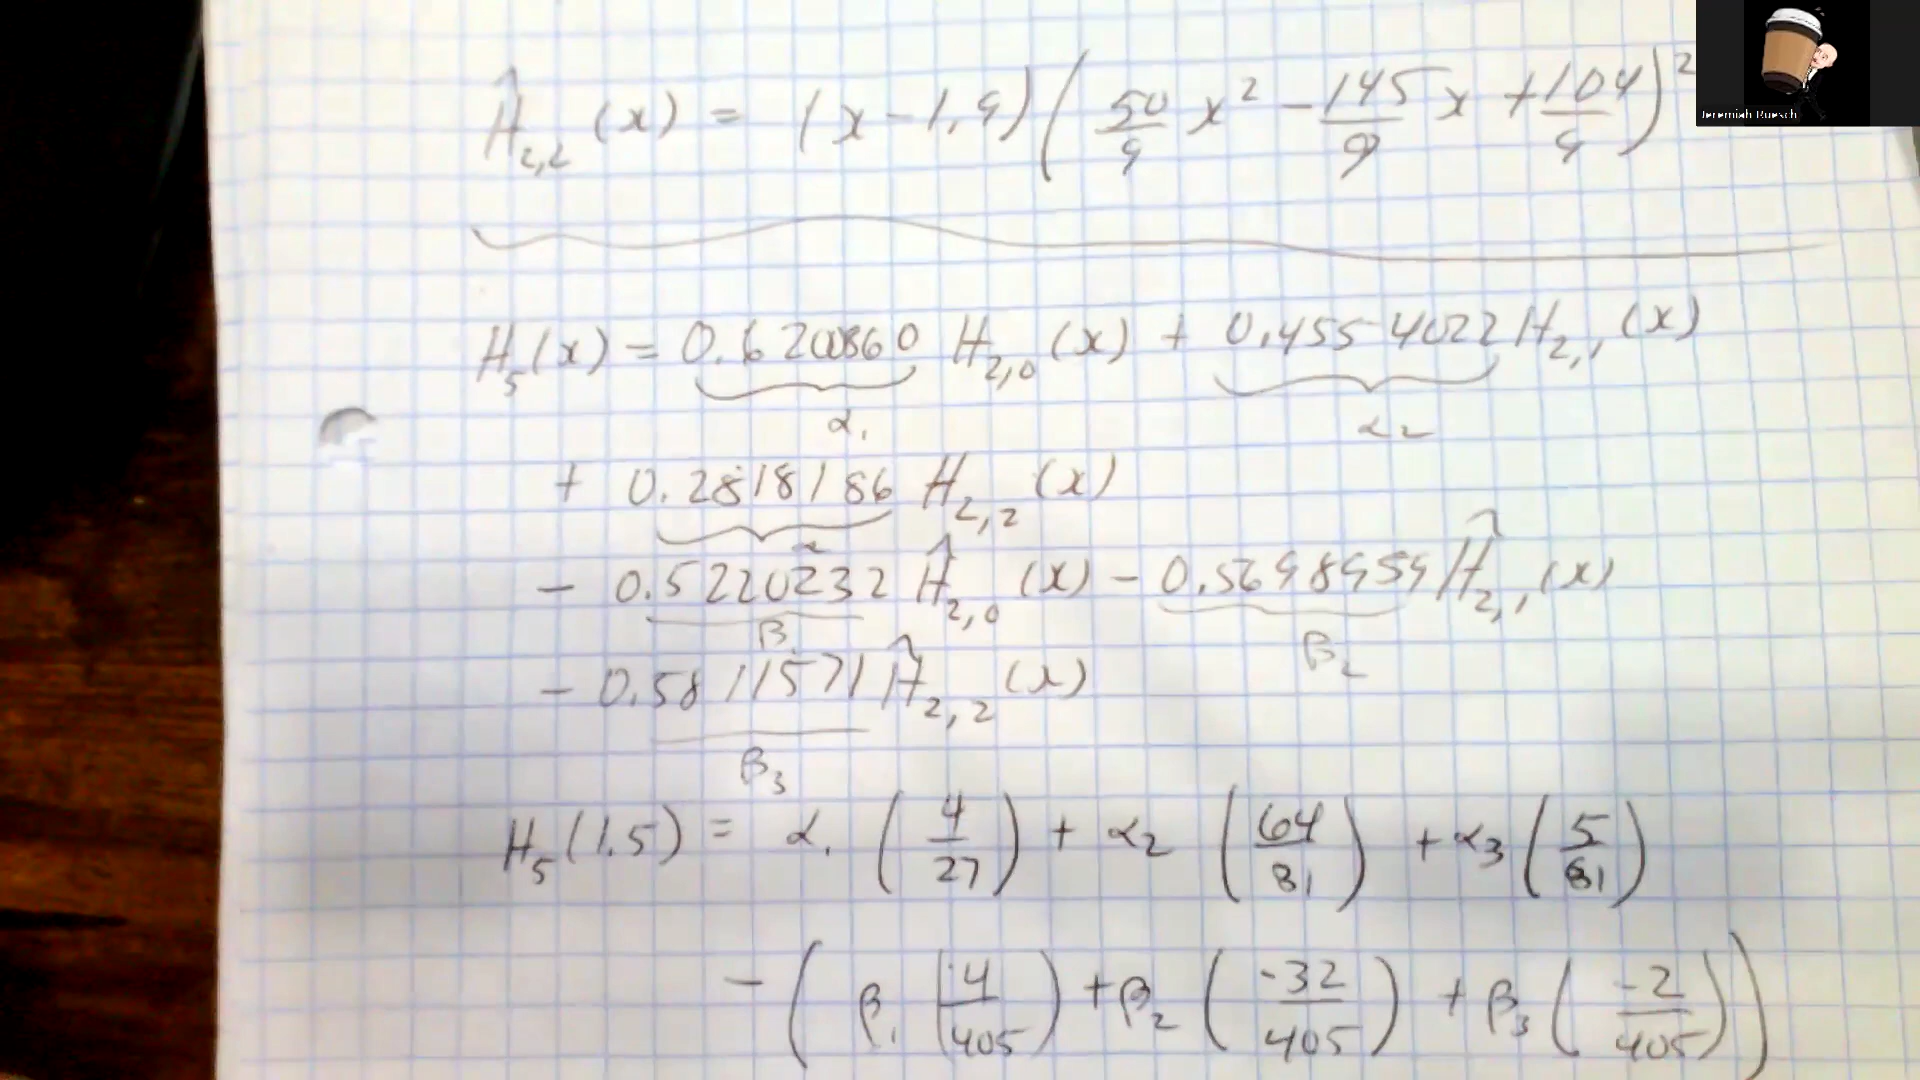 Ĥ₂,₂(x) = (x-1.9)(50/9 x² - 145/9 x + 104/9)²
Jeremiah Ruesch
H₅(x) = 0.6200860 H₂,₀(x) + 0.4554022 H₂,₁(x)
α₁ α₂
+ 0.2818186 H₂,₂(x)
- 0.5220232 Ĥ₂,₀(x) - 0.5698959 Ĥ₂,₁(x)
β₁ β₂
- 0.5811571 Ĥ₂,₂(x)
β₃
H₅(1.5) = α₁(4/27) + α₂(64/81) + α₃(5/81)
- (β₁(4/405) + β₂(-32/405) + β₃(-2/405))